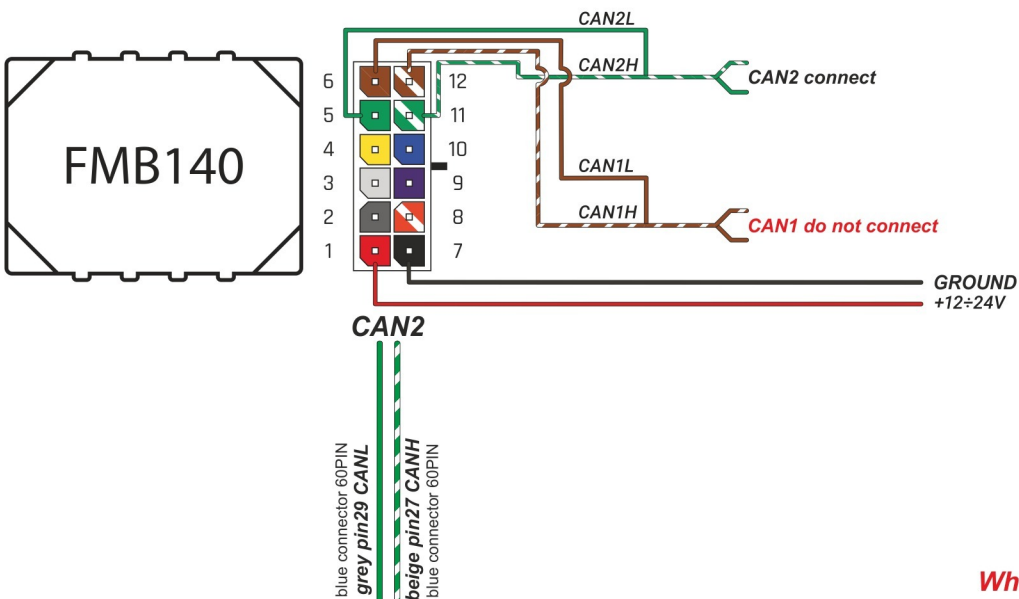 CAN2L
CAN2H
CAN2 connect
FMB140
6 12
5 11
4 10
3 9
2 8
1 7
CAN1L
CAN1H
CAN1 do not connect
GROUND
+12÷24V
CAN2
blue connector 60PIN
grey pin29 CANL
beige pin27 CANH
blue connector 60PIN
Wh